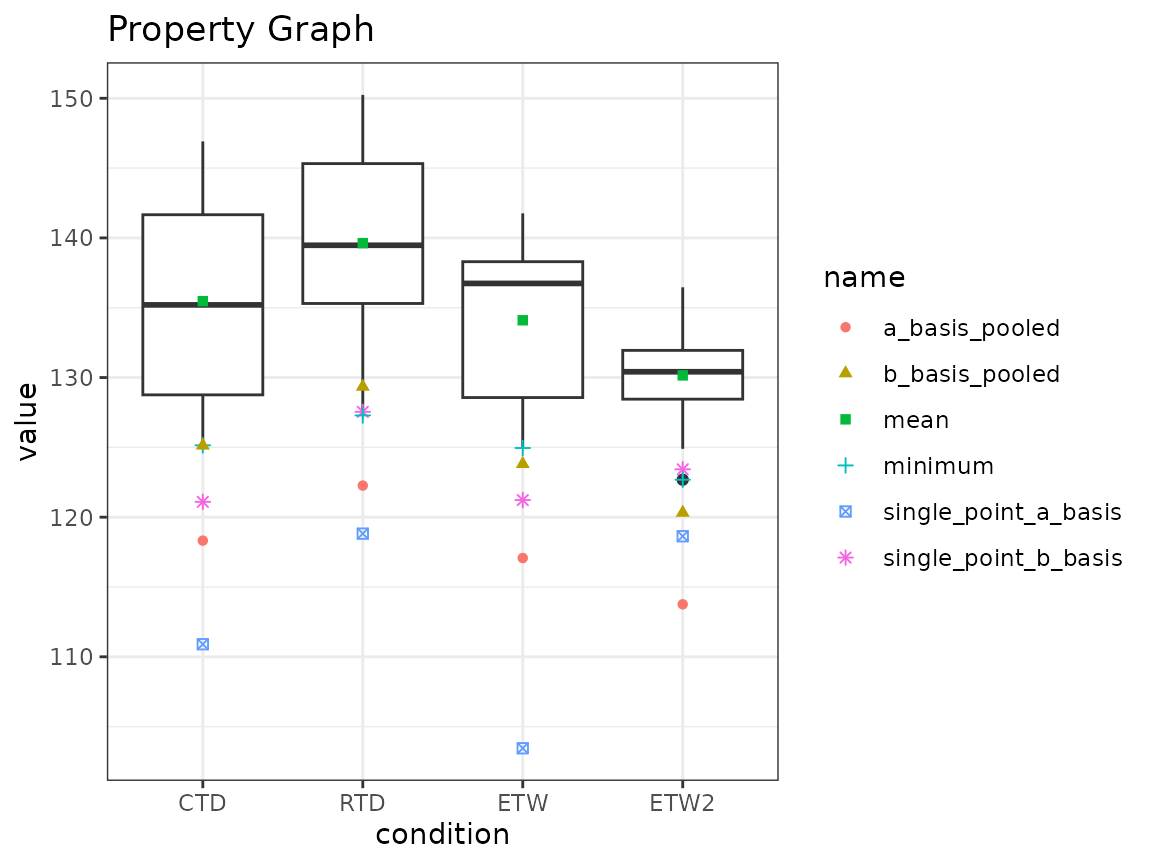 Property Graph
150
140
130
120
110
value
CTD
RTD
ETW
ETW2
condition
name
a_basis_pooled
b_basis_pooled
mean
minimum
single_point_a_basis
single_point_b_basis